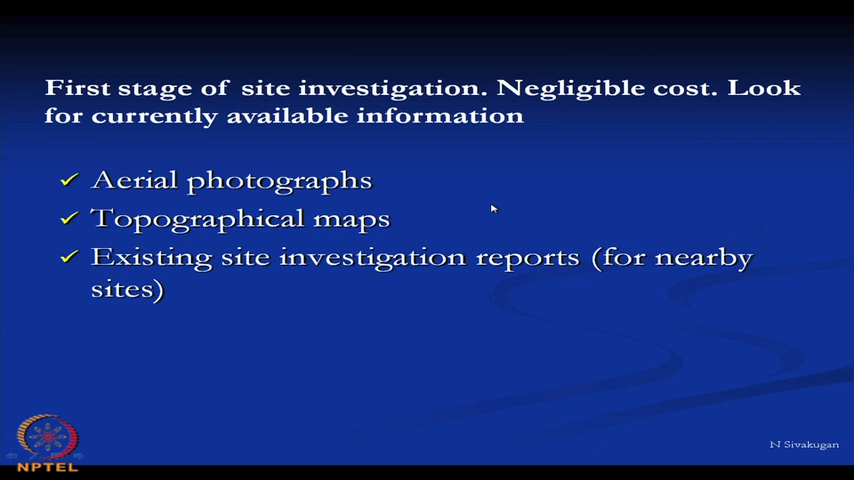 First stage of site investigation. Negligible cost. Look
for currently available information
Aerial photographs
Topographical maps
Existing site investigation reports (for nearby
sites)
N Sivakugan
NPTEL